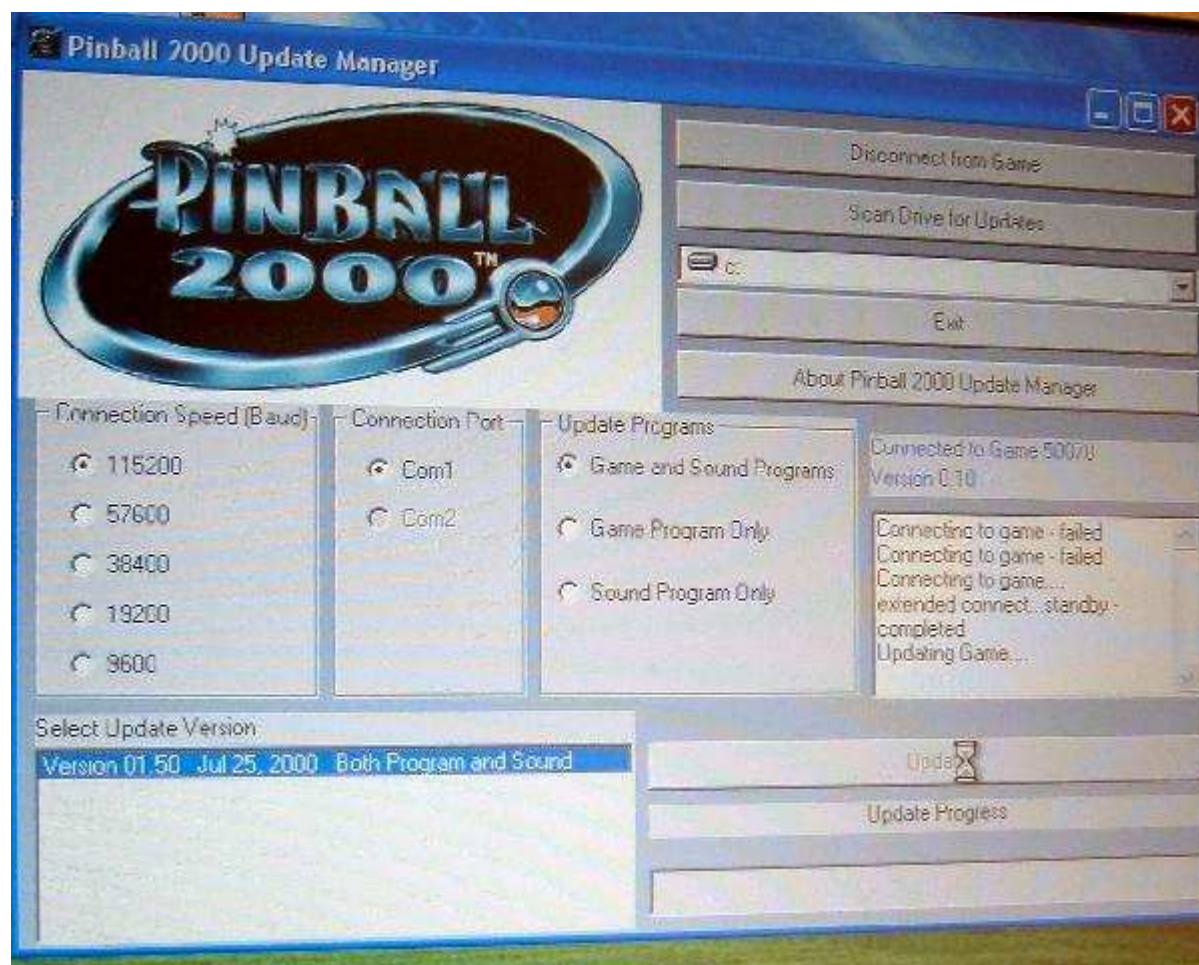 Pinball 2000 Update Manager
PINBALL
2000
TM
Disconnect from Game
Scan Drive for Updates
c:
Exit
About Pinball 2000 Update Manager
Connection Speed (Baud)
115200
57600
38400
19200
9600
Connection Port
Com1
Com2
Update Programs
Game and Sound Programs
Game Program Only
Sound Program Only
Connected to Game 50070
Version 0.10
Connecting to game - failed
Connecting to game - failed
Connecting to game....
extended connect...standby -
completed
Updating Game....
Select Update Version
Version 01.50 Jul 25, 2000 Both Program and Sound
Update Progress